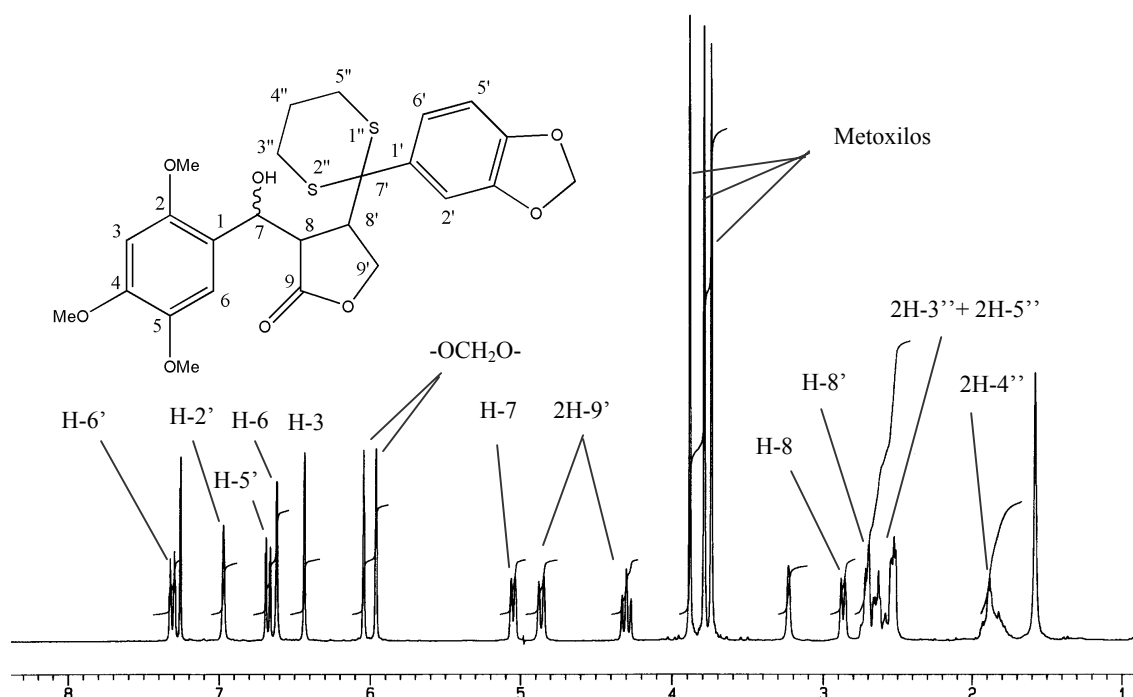 5"
4"
6'
5'
S
1"
O
3"
2"
1'
S
7'
OMe
OH
O
2'
2
8
8'
3
1
7
9'
9
4
6
O
MeO
5
O
OMe
Metoxilos
2H-3’’+ 2H-5’’
-OCH2O-
H-8’
2H-4’’
H-6’
H-2’
H-6
H-3
H-7
2H-9’
H-8
H-5’
8
7
6
5
4
3
2
1